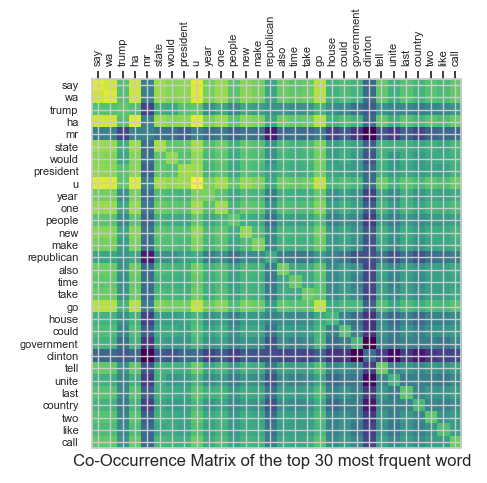 say wa trump ha mr state would president u year one people new make republican also time take go house could government clinton tell unite last country two like call
say
wa
trump
ha
mr
state
would
president
u
year
one
people
new
make
republican
also
time
take
go
house
could
government
clinton
tell
unite
last
country
two
like
call
Co-Occurrence Matrix of the top 30 most frquent word